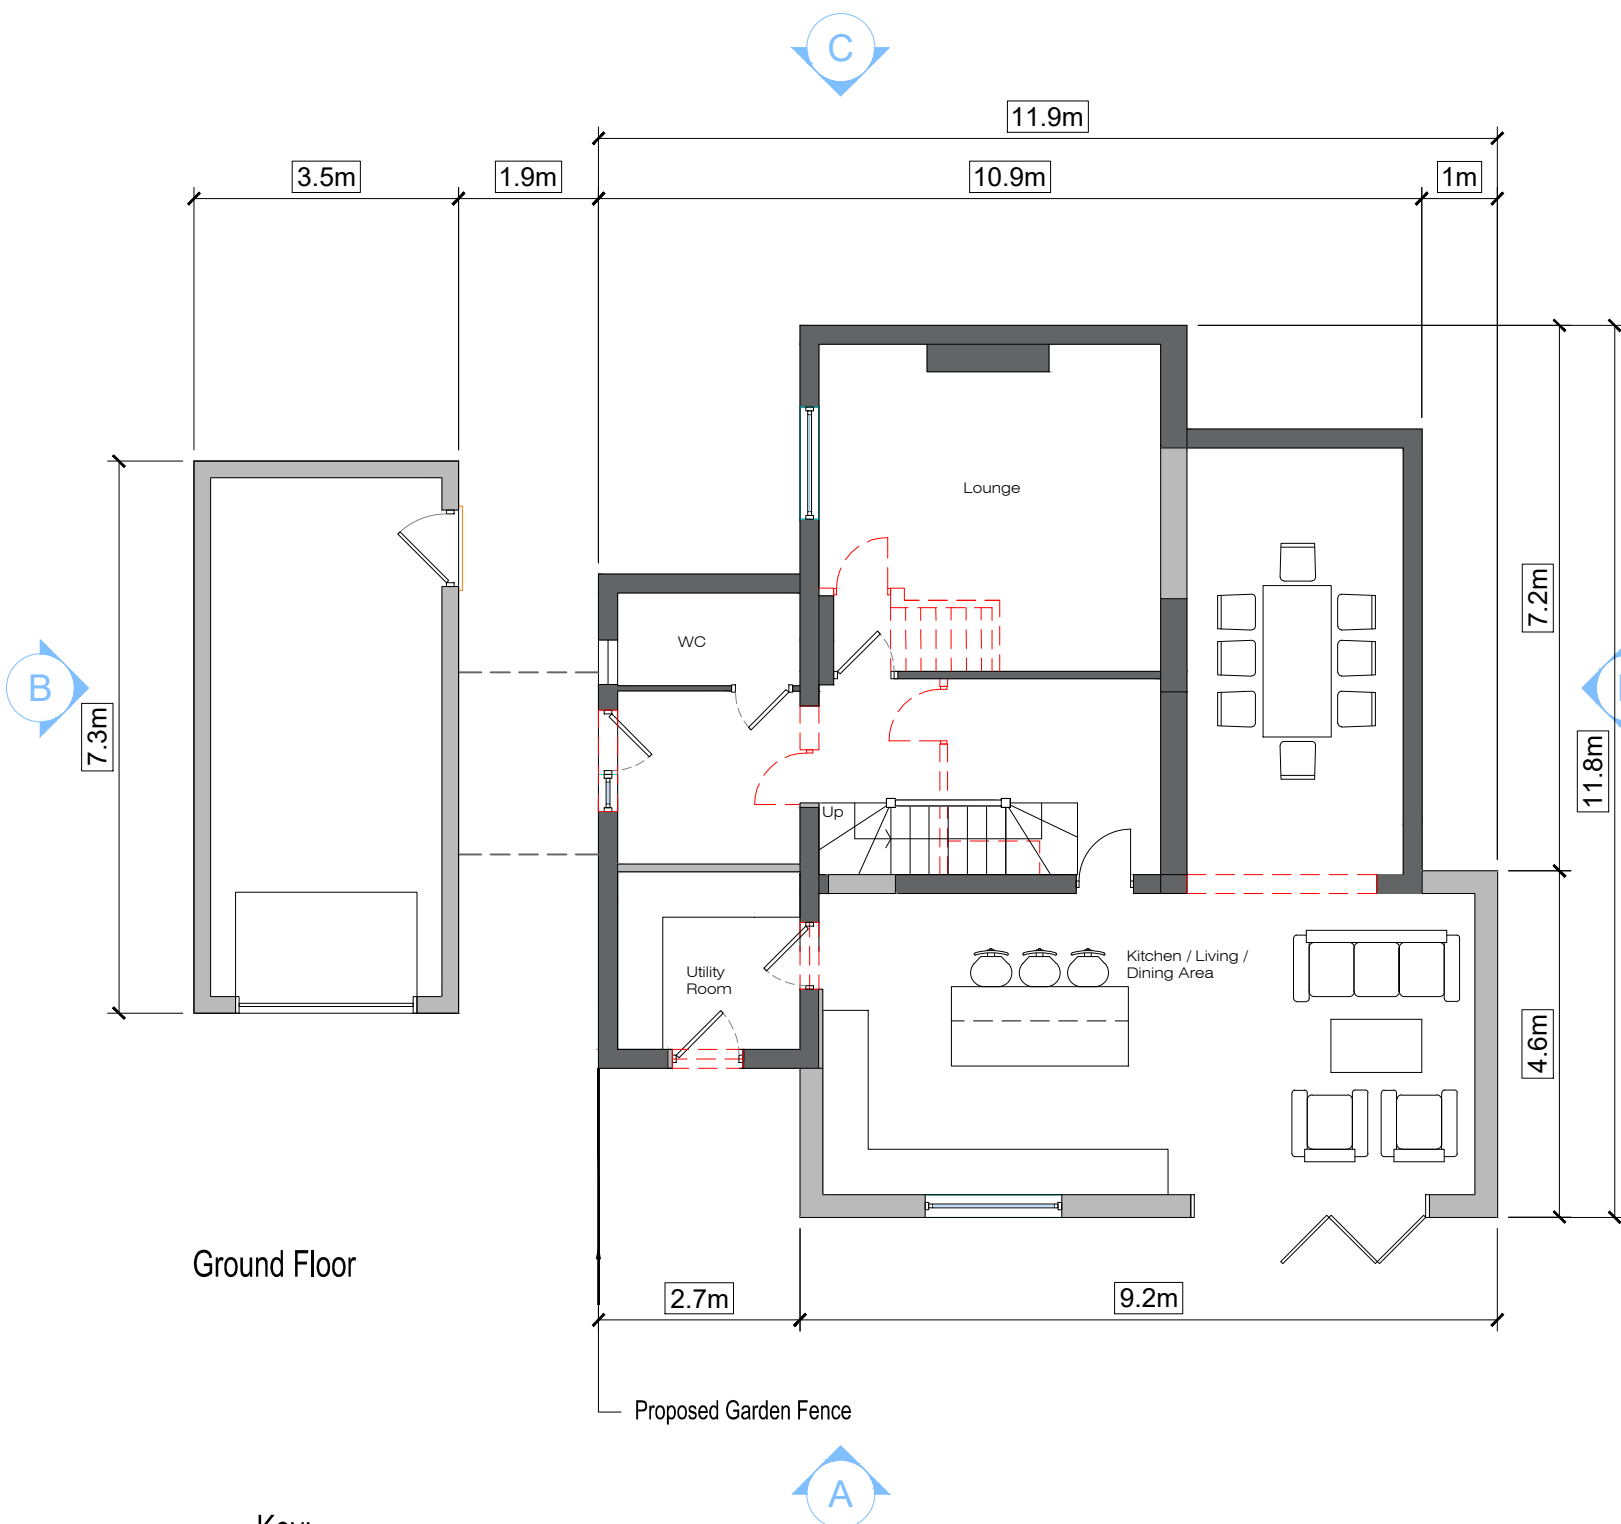 C
11.9m
3.5m
1.9m
10.9m
1m
Lounge
7.2m
WC
B
7.3m
11.8m
Up
Kitchen / Living /
Dining Area
Utility
Room
4.6m
Ground Floor
2.7m
9.2m
Proposed Garden Fence
A